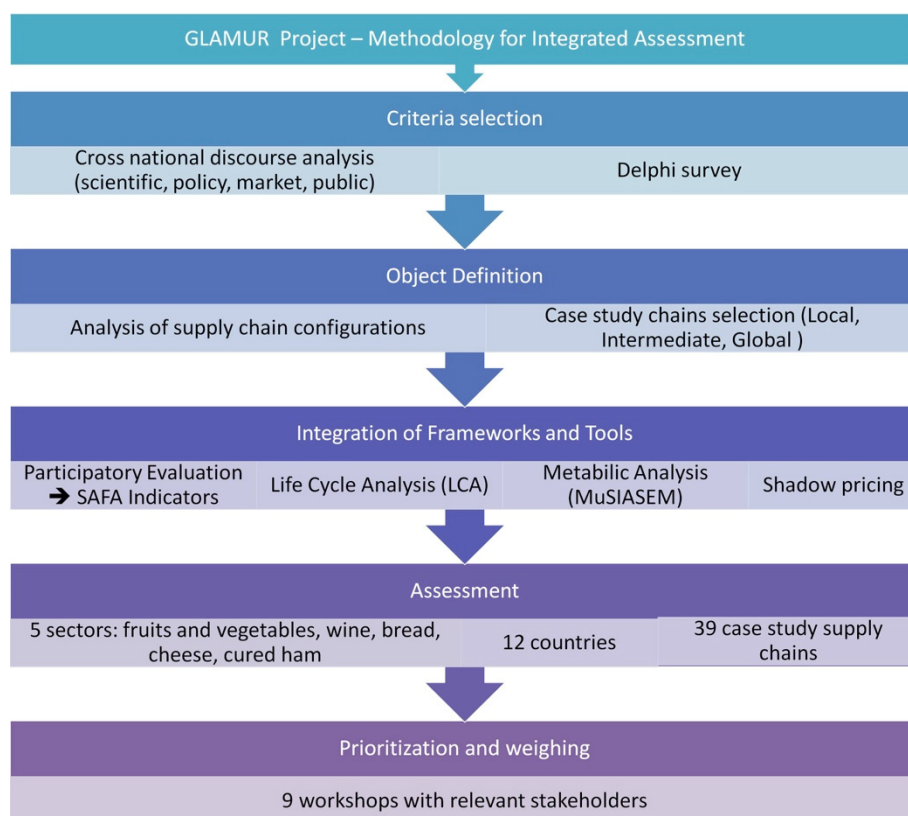 GLAMUR Project – Methodology for Integrated Assessment
Criteria selection
Cross national discourse analysis
(scientific, policy, market, public)
Delphi survey
Object Definition
Analysis of supply chain configurations
Case study chains selection (Local,
Intermediate, Global )
Integration of Frameworks and Tools
Participatory Evaluation
➔ SAFA Indicators
Life Cycle Analysis (LCA)
Metabilic Analysis
(MuSIASEM)
Shadow pricing
Assessment
5 sectors: fruits and vegetables, wine, bread,
cheese, cured ham
12 countries
39 case study supply
chains
Prioritization and weighing
9 workshops with relevant stakeholders